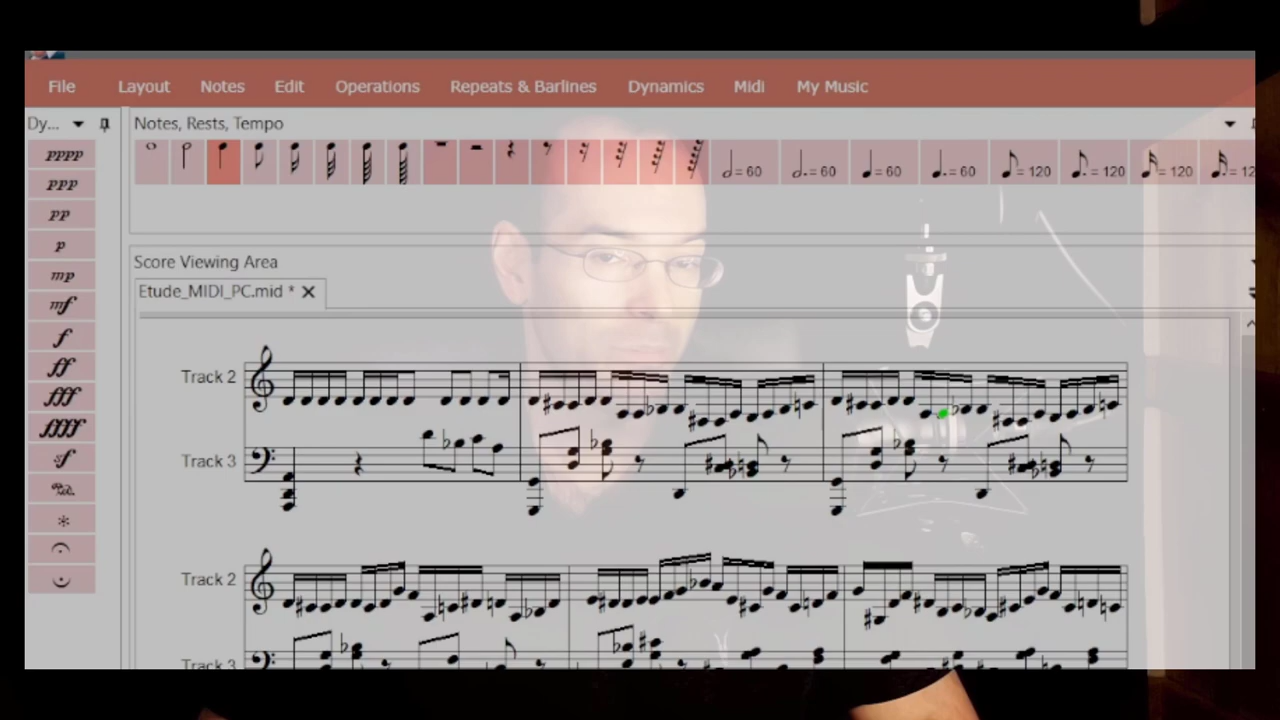 File Layout Notes Edit Operations Repeats & Barlines Dynamics Midi My Music
Dy...
Notes, Rests, Tempo
= 60 = 60 = 60 = 60 = 120 = 120 = 120 = 12
pppp
ppp
pp
p
mp
mf
f
ff
fff
ffff
sf
Score Viewing Area
Etude_MIDI_PC.mid *
Track 2
Track 3
Track 2
Track 3